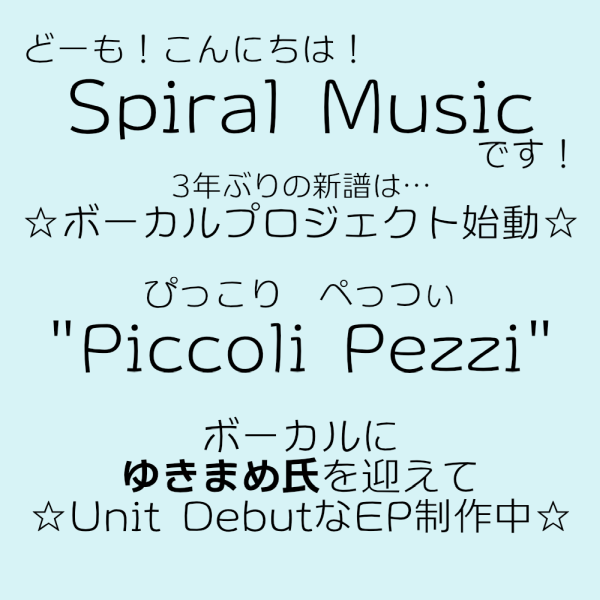 どーも！こんにちは！
Spiral Music
です！
3年ぶりの新譜は…
☆ボーカルプロジェクト始動☆
ぴっこり　ぺっつぃ
"Piccoli Pezzi"
ボーカルに
ゆきまめ氏を迎えて
☆Unit DebutなEP制作中☆